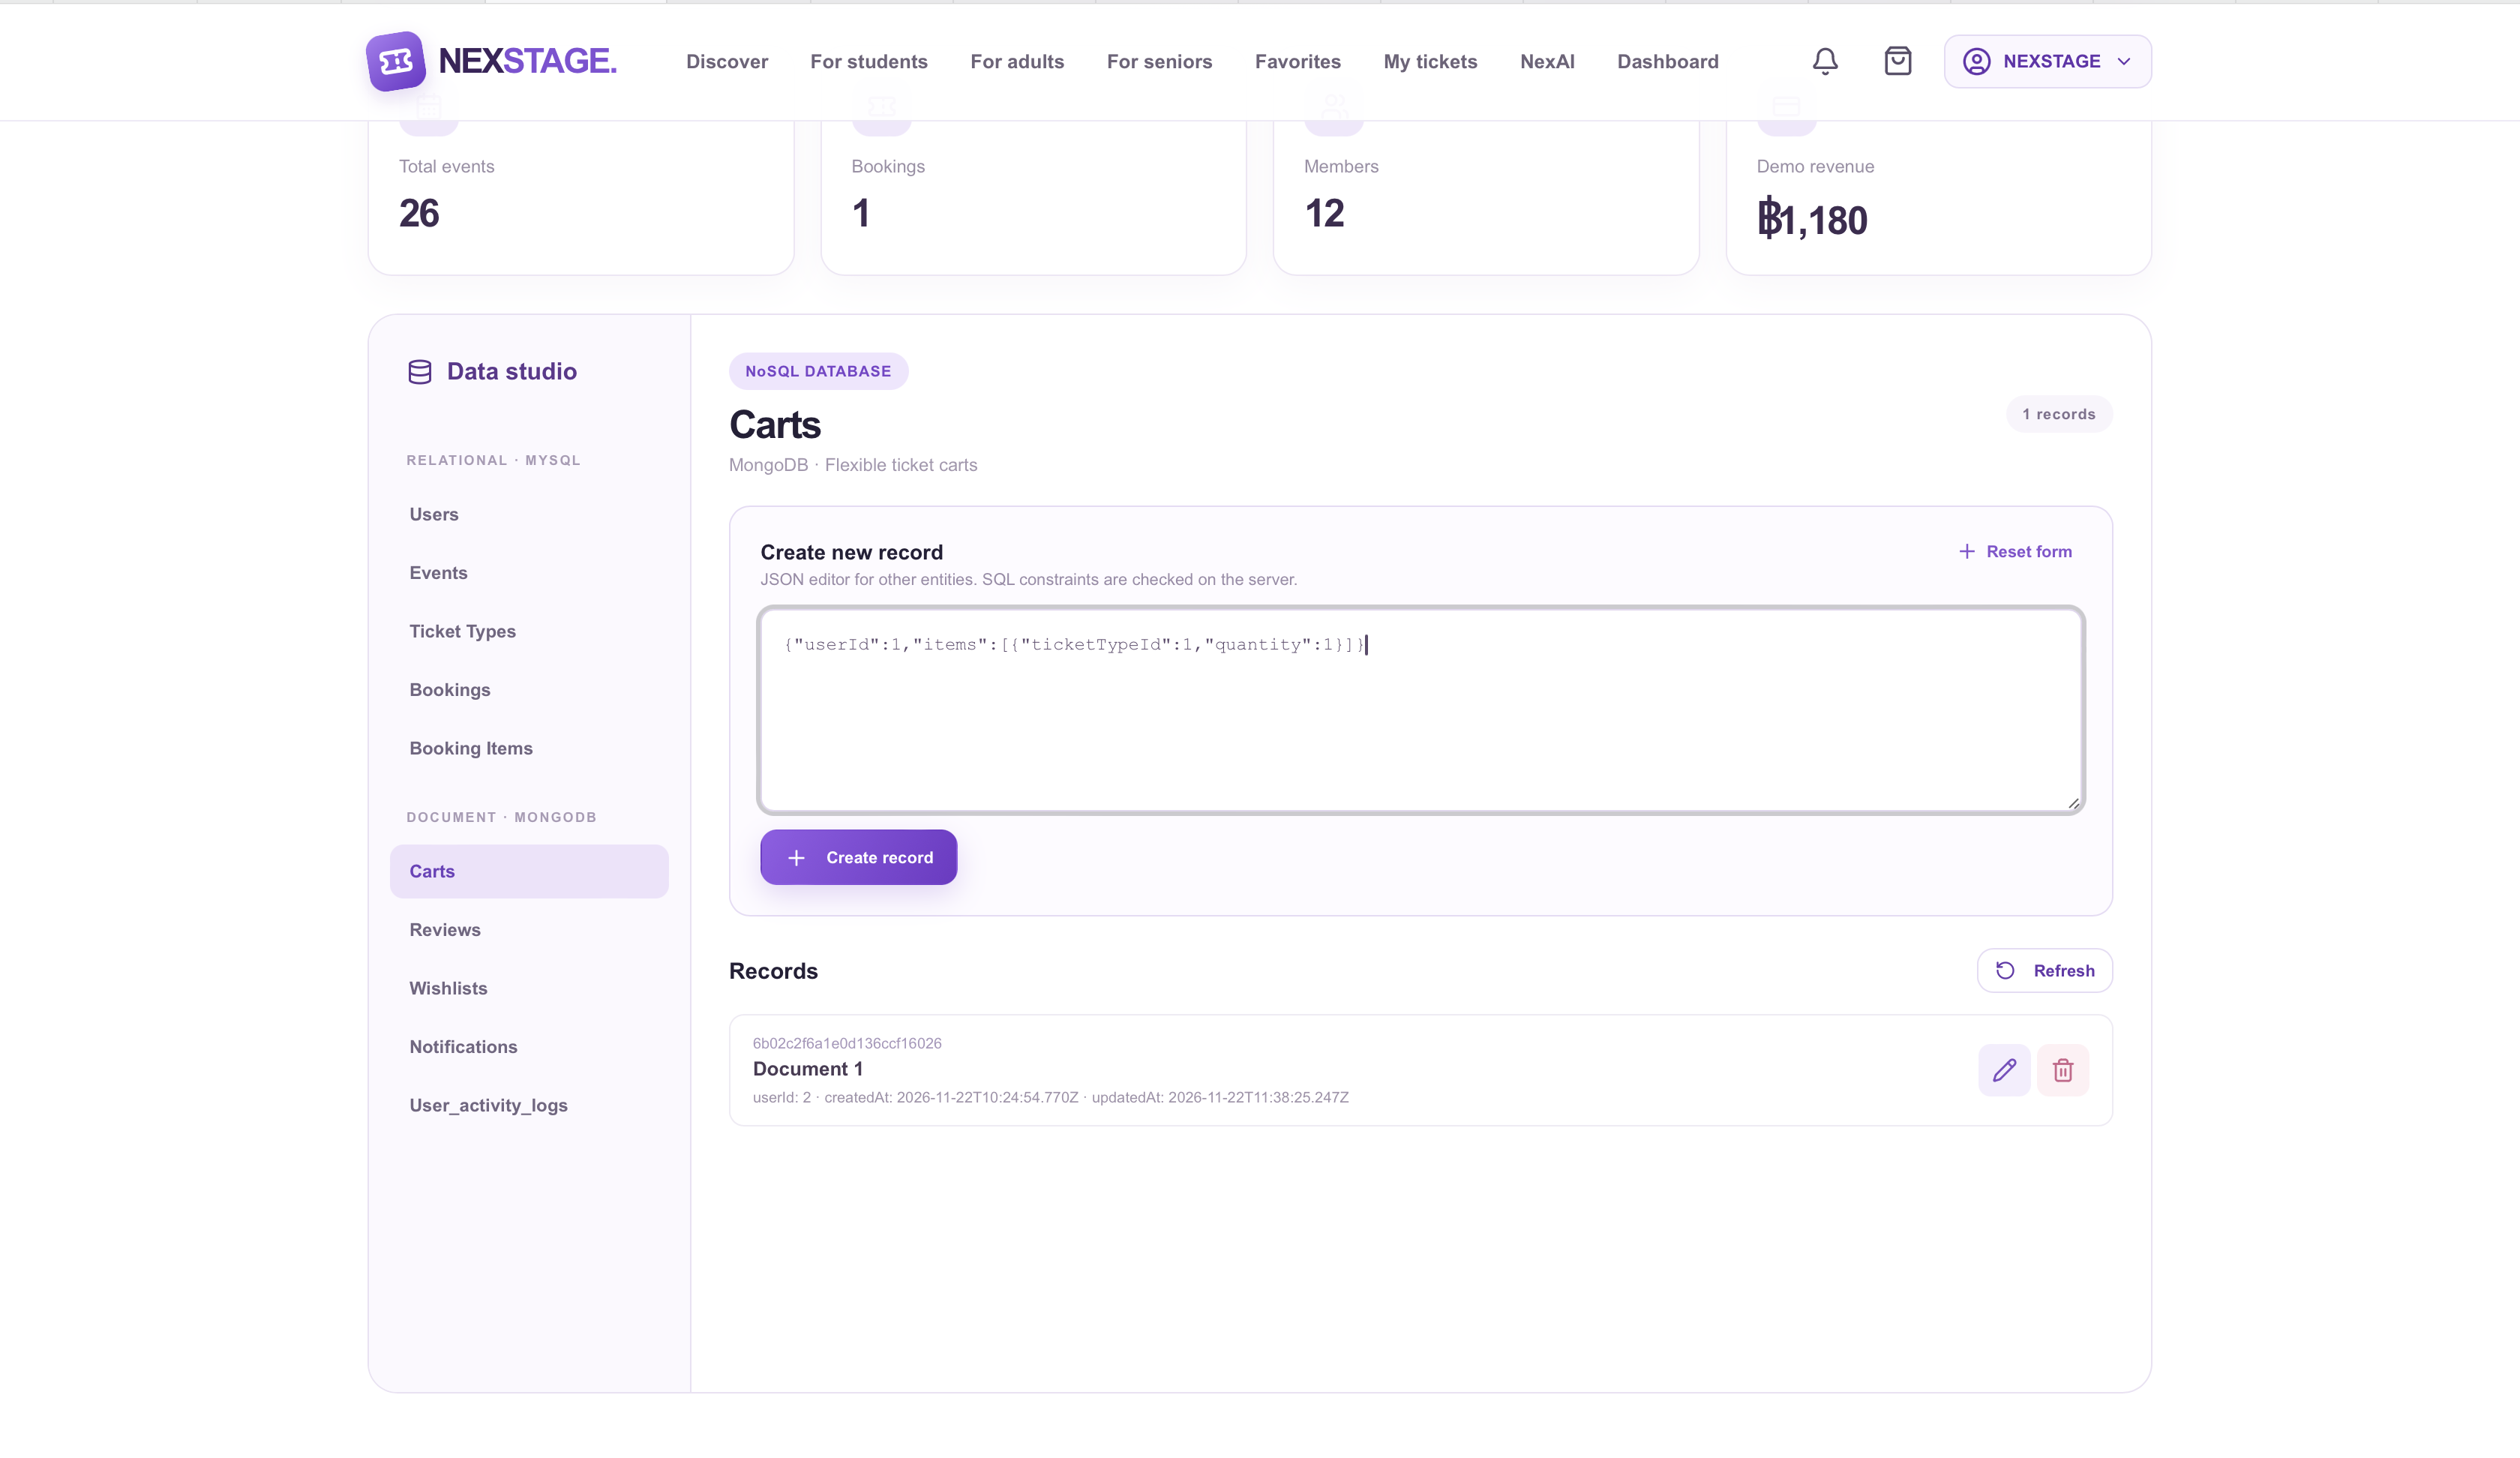 NEXSTAGE.
Discover
For students
For adults
For seniors
Favorites
My tickets
NexAI
Dashboard
NEXSTAGE
Total events
26
Bookings
1
Members
12
Demo revenue
฿1,180
Data studio
RELATIONAL · MYSQL
Users
Events
Ticket Types
Bookings
Booking Items
DOCUMENT · MONGODB
Carts
Reviews
Wishlists
Notifications
User_activity_logs
NoSQL DATABASE
Carts
1 records
MongoDB · Flexible ticket carts
Create new record
Reset form
JSON editor for other entities. SQL constraints are checked on the server.
{"userId":1,"items":[{"ticketTypeId":1,"quantity":1}]}
Create record
Records
Refresh
6b02c2f6a1e0d136ccf16026
Document 1
userId: 2 · createdAt: 2026-11-22T10:24:54.770Z · updatedAt: 2026-11-22T11:38:25.247Z